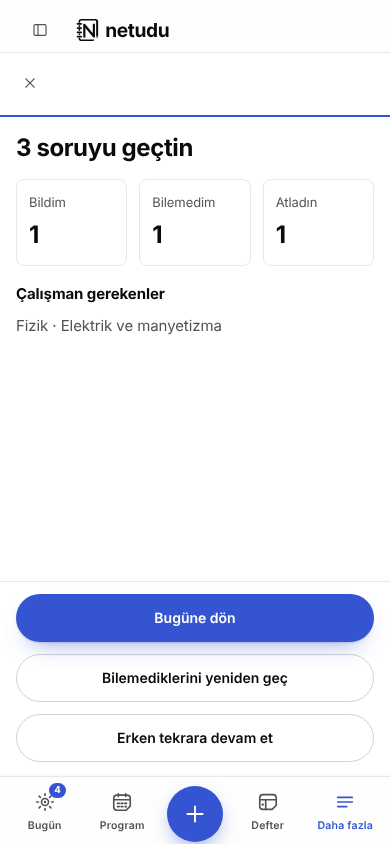 netudu
3 soruyu geçtin
Bildim
1
Bilemedim
1
Atladın
1
Çalışman gerekenler
Fizik · Elektrik ve manyetizma
Bugüne dön
Bilemediklerini yeniden geç
Erken tekrara devam et
4
Bugün
Program
Defter
Daha fazla